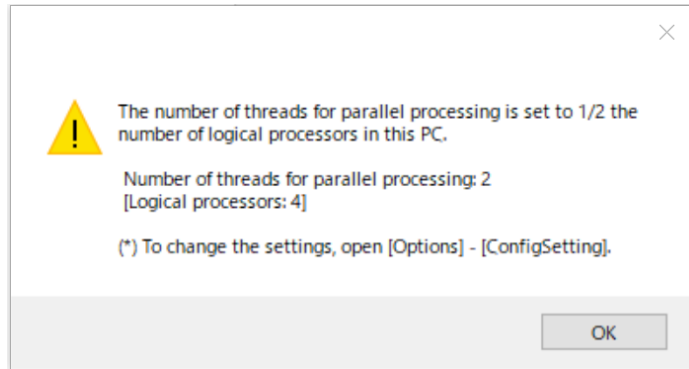 The number of threads for parallel processing is set to 1/2 the
number of logical processors in this PC.
Number of threads for parallel processing: 2
[Logical processors: 4]
(*) To change the settings, open [Options] - [ConfigSetting].
OK